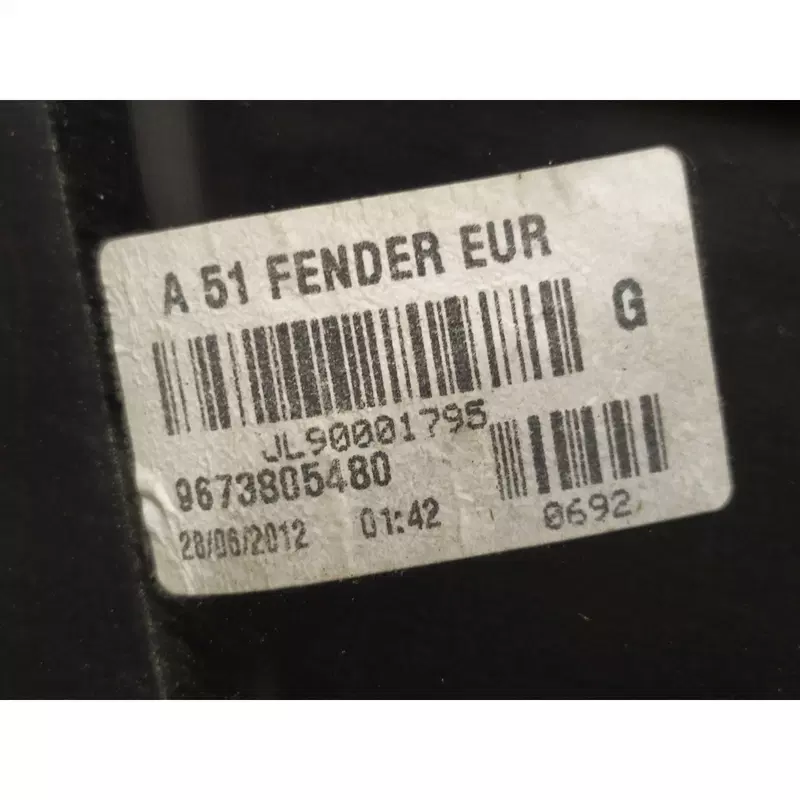 A 51 FENDER EUR
G
JL90001795
9673805480
28/06/2012 01:42
0692